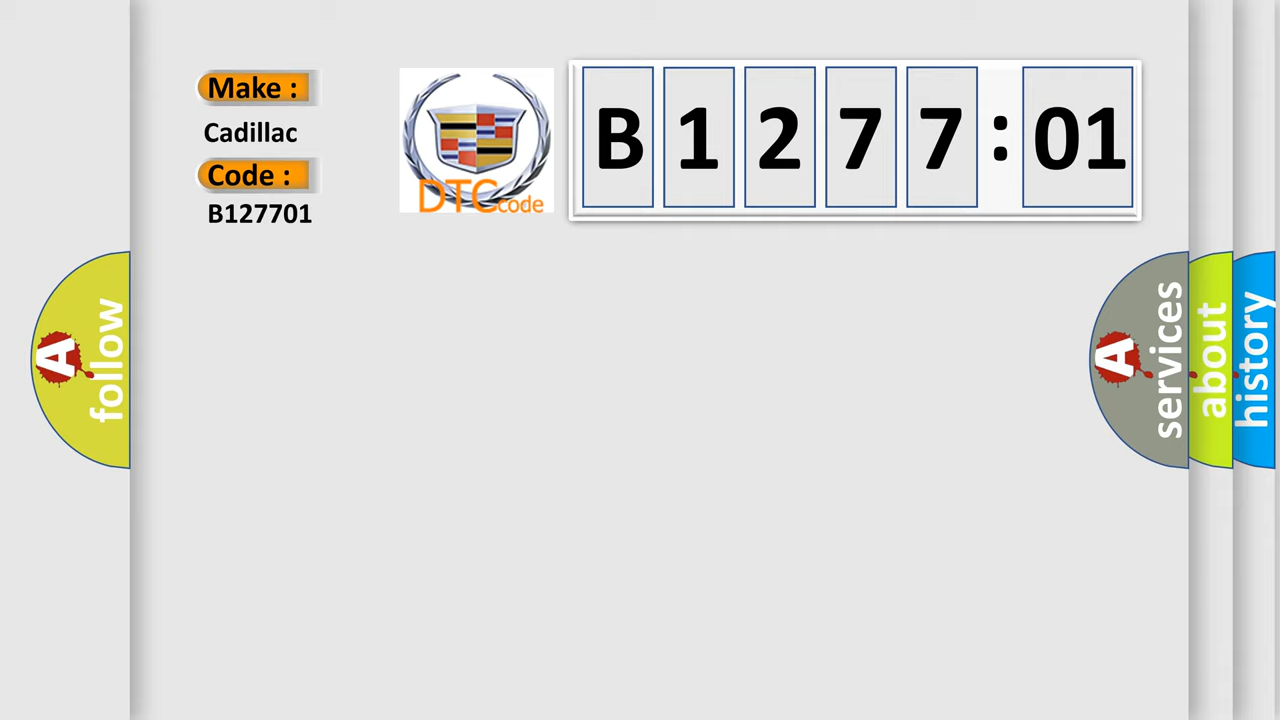 Make :
Cadillac
Code :
B127701
DTCcode
B 1 2 7 7 : 01
A follow
A services
about
history